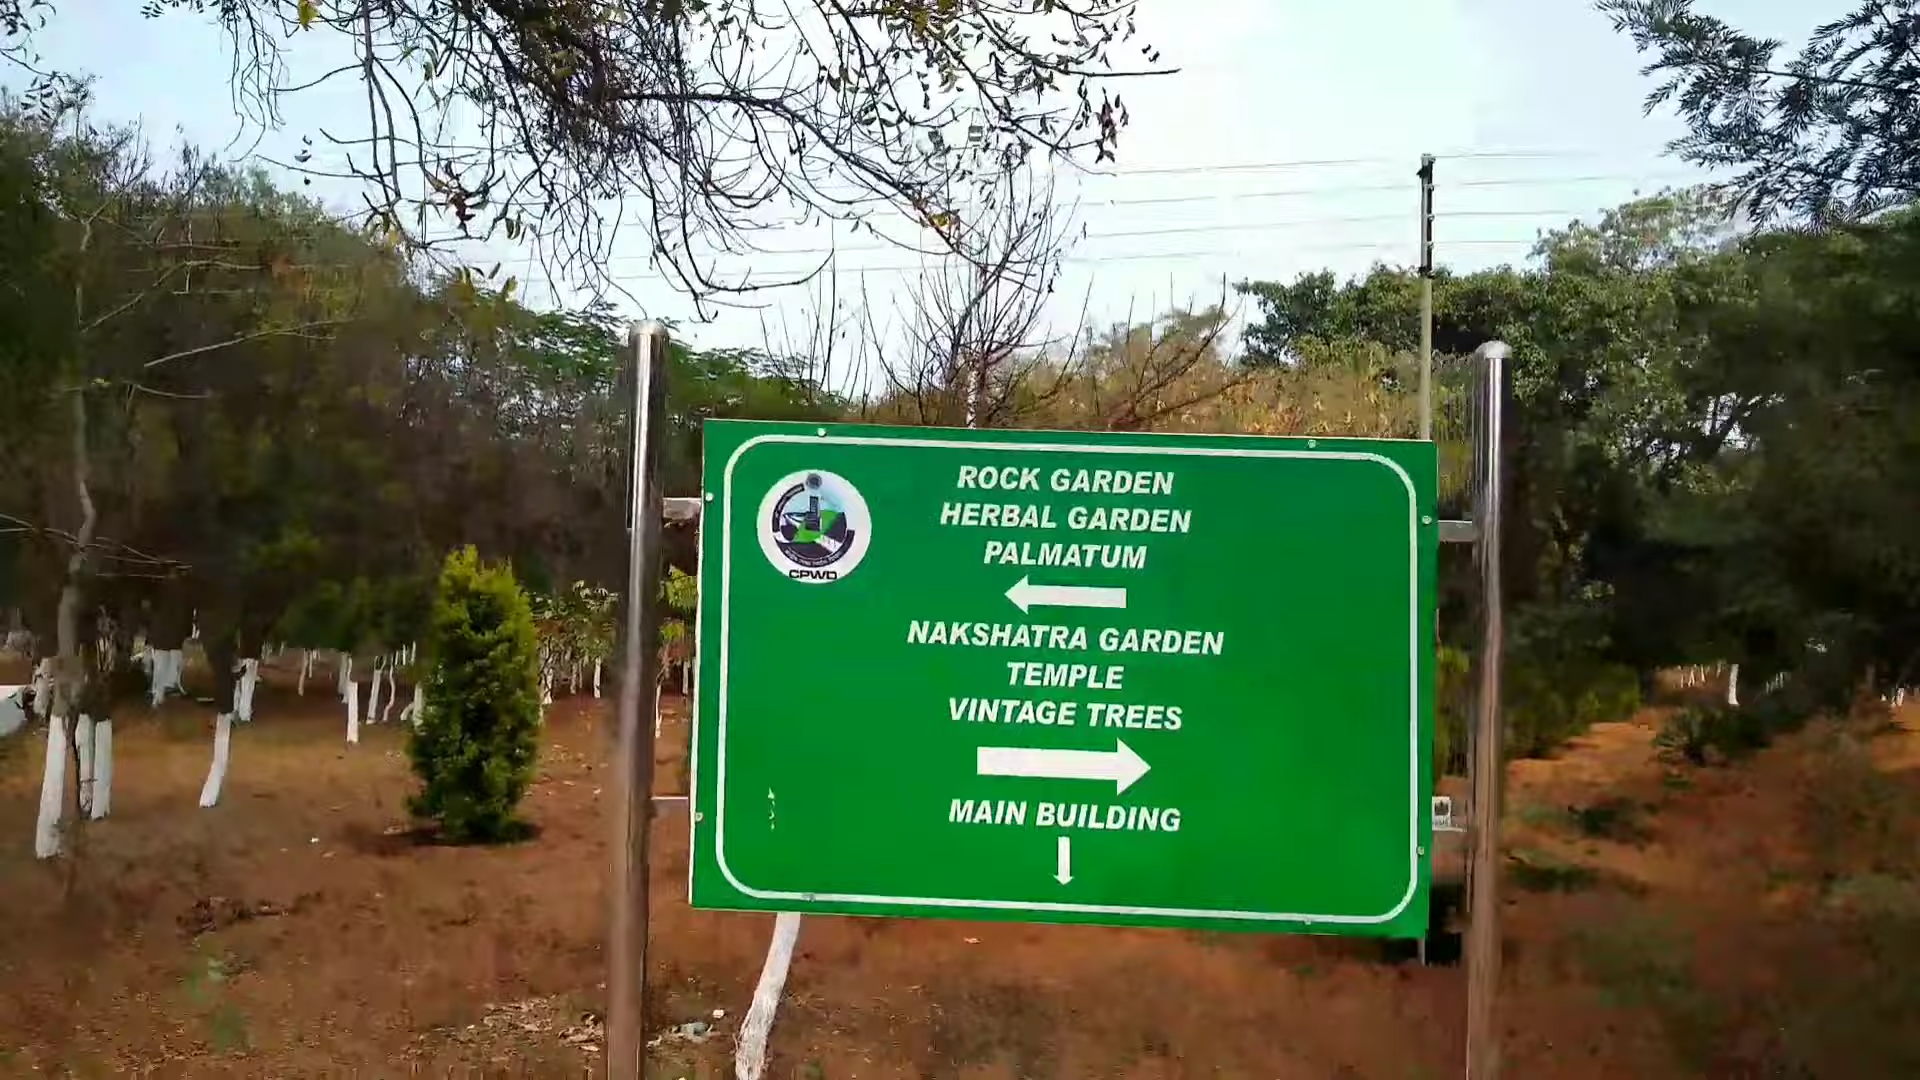 ROCK GARDEN
HERBAL GARDEN
PALMATUM
NAKSHATRA GARDEN
TEMPLE
VINTAGE TREES
MAIN BUILDING
CPWD